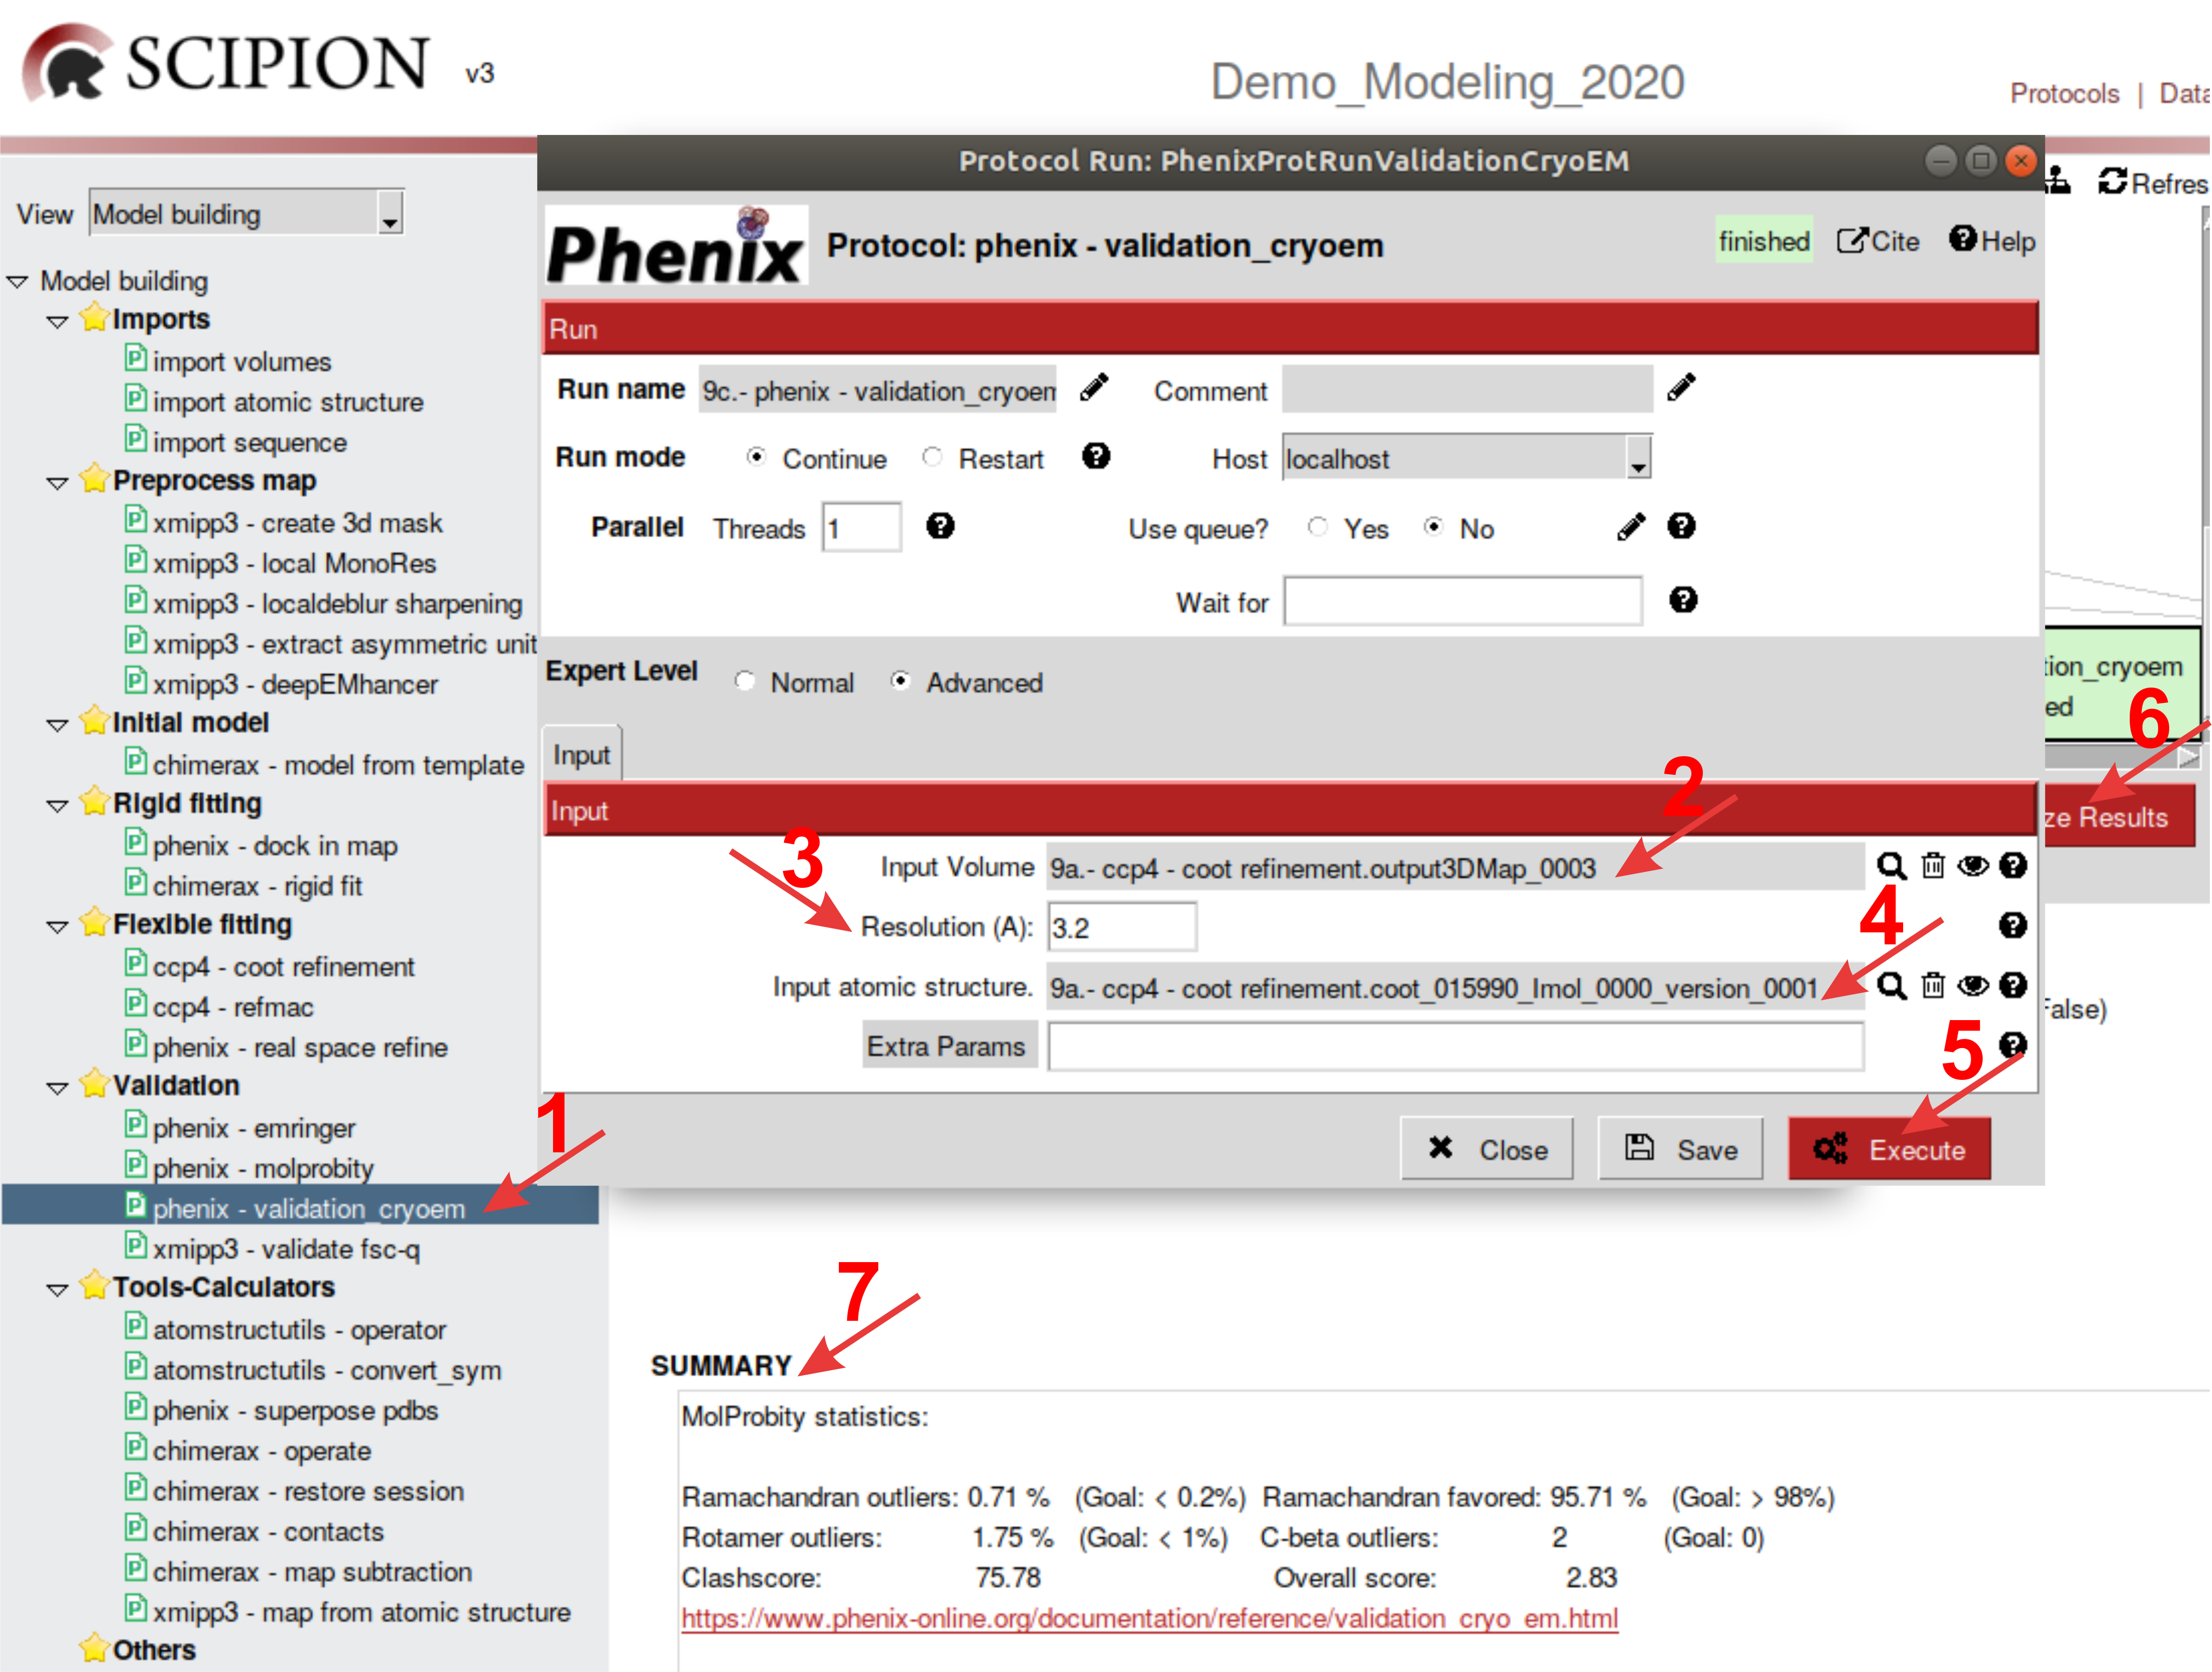 SCIPION v3
Demo_Modeling_2020
Protocols | Data
View Model building
Model building
Imports
import volumes
import atomic structure
import sequence
Preprocess map
xmipp3 - create 3d mask
xmipp3 - local MonoRes
xmipp3 - localdeblur sharpening
xmipp3 - extract asymmetric unit
xmipp3 - deepEMhancer
Initial model
chimerax - model from template
Rigid fitting
phenix - dock in map
chimerax - rigid fit
Flexible fitting
ccp4 - coot refinement
ccp4 - refmac
phenix - real space refine
Validation
phenix - emringer
phenix - molprobity
phenix - validation_cryoem
xmipp3 - validate fsc-q
Tools-Calculators
atomstructutils - operator
atomstructutils - convert_sym
phenix - superpose pdbs
chimerax - operate
chimerax - restore session
chimerax - contacts
chimerax - map subtraction
xmipp3 - map from atomic structure
Others
1
Protocol Run: PhenixProtRunValidationCryoEM
Phenix Protocol: phenix - validation_cryoem
finished Cite Help
Run
Run name 9c.- phenix - validation_cryoem Comment
Run mode Continue Restart Host localhost
Parallel Threads 1 Use queue? Yes No
Wait for
Expert Level Normal Advanced
Input
Input
2
3
Input Volume 9a.- ccp4 - coot refinement.output3DMap_0003
Resolution (A): 3.2
4
Input atomic structure. 9a.- ccp4 - coot refinement.coot_015990_Imol_0000_version_0001
Extra Params
5
Close Save Execute
Refres
tion_cryoem
ed
6
ze Results
False)
7
SUMMARY
MolProbity statistics:
Ramachandran outliers: 0.71 % (Goal: < 0.2%) Ramachandran favored: 95.71 % (Goal: > 98%)
Rotamer outliers: 1.75 % (Goal: < 1%) C-beta outliers: 2 (Goal: 0)
Clashscore: 75.78 Overall score: 2.83
https://www.phenix-online.org/documentation/reference/validation_cryo_em.html